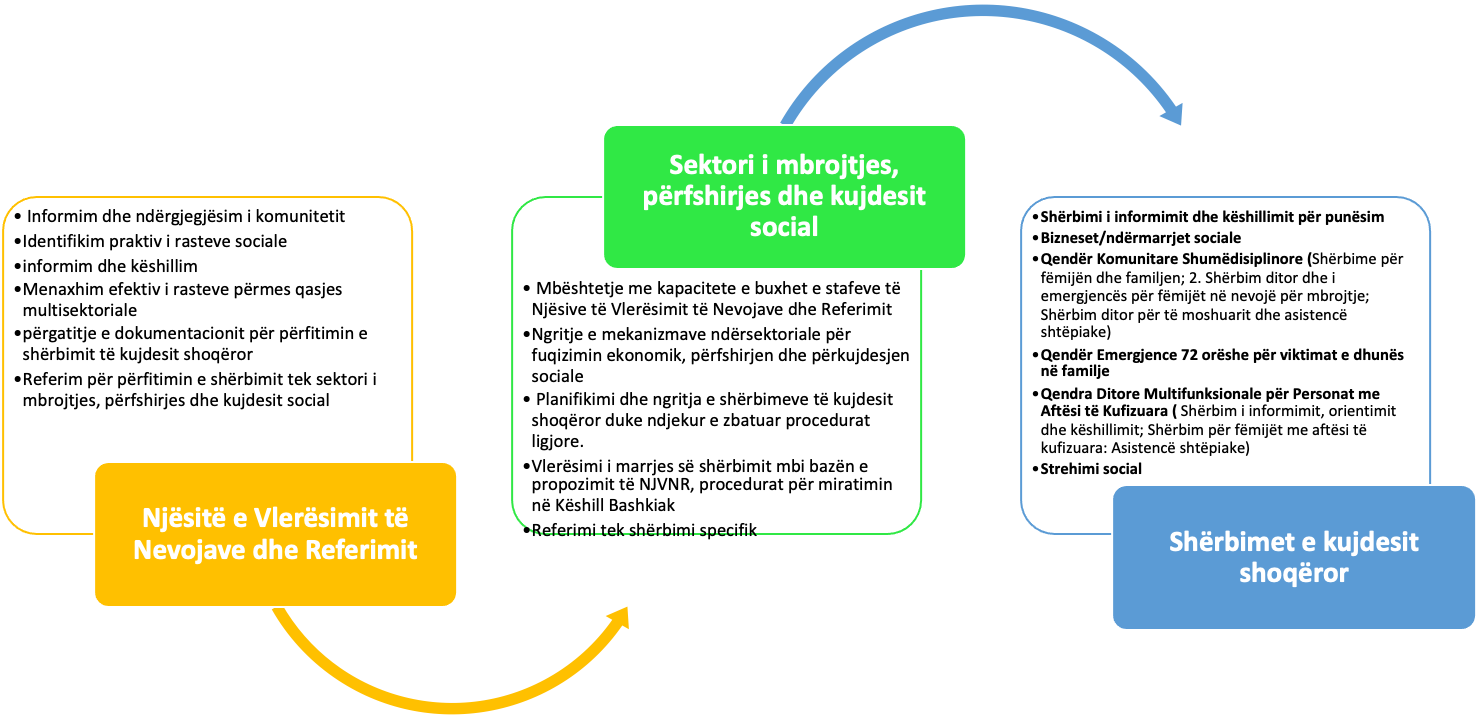 • Informim dhe ndërgjegjësim i komunitetit
•Identifikim praktiv i rasteve sociale
•informim dhe këshillim
•Menaxhim efektiv i rasteve përmes qasjes
multisektoriale
•përgatitje e dokumentacionit për përfitimin e
shërbimit të kujdesit shoqëror
•Referim për përfitimin e shërbimit tek sektori i
mbrojtjes, përfshirjes dhe kujdesit social
Njësitë e Vlerësimit të
Nevojave dhe Referimit
Sektori i mbrojtjes,
përfshirjes dhe kujdesit
social
• Mbështetje me kapacitete e buxhet e stafeve të
Njësive të Vlerësimit të Nevojave dhe Referimit
•Ngritje e mekanizmave ndërsektoriale për
fuqizim ekonomik, përfshirjen dhe përkujdesjen
sociale
• Planifikimi dhe ngritja e shërbimeve të kujdesit
shoqëror duke ndjekur e zbatuar procedurat
ligjore.
•Vlerësimi i marrjes së shërbimit mbi bazën e
propozimit të NJVNR, procedurat për miratimin
në Këshill Bashkiak
•Referimi tek shërbimi specifik
•Shërbimi i informimit dhe këshillimit për punësim
•Bizneset/ndërmarrjet sociale
•Qendër Komunitare Shumëdisiplinore (Shërbime për
fëmijën dhe familjen; 2. Shërbim ditor dhe i
emergjencës për fëmijët në nevojë për mbrojtje;
Shërbim ditor për të moshuarit dhe asistencë
shtëpiake)
•Qendër Emergjence 72 orëshe për viktimat e dhunës
në familje
•Qendra Ditore Multifunksionale për Personat me
Aftësi të Kufizuara ( Shërbim i informimit, orientimit
dhe këshillimit; Shërbim për fëmijët me aftësi të
kufizuara: Asistencë shtëpiake)
•Strehimi social
Shërbimet e kujdesit
shoqëror